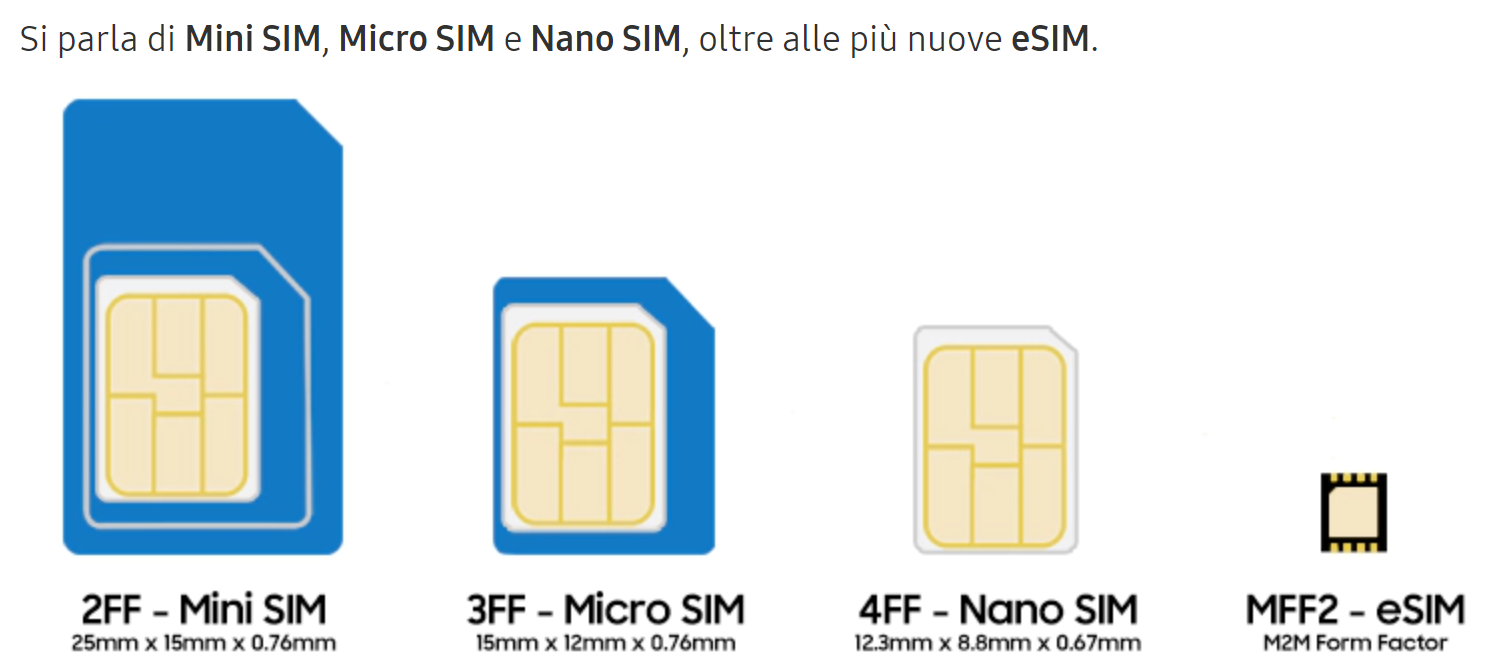 Si parla di Mini SIM, Micro SIM e Nano SIM, oltre alle più nuove eSIM.
2FF - Mini SIM
25mm x 15mm x 0.76mm
3FF - Micro SIM
15mm x 12mm x 0.76mm
4FF - Nano SIM
12.3mm x 8.8mm x 0.67mm
MFF2 - eSIM
M2M Form Factor